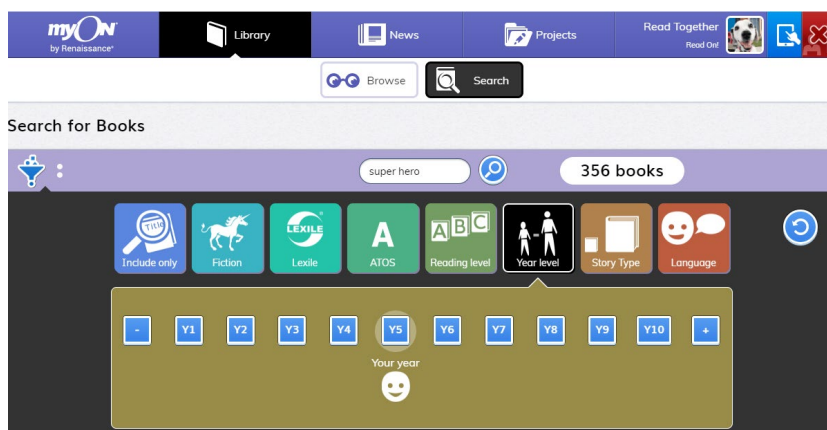 myON
by Renaissance®
Library
News
Projects
Read Together
Read On!
Browse
Search
Search for Books
super hero
356 books
Title
Include only
Fiction
LEXILE
Lexile
A
ATOS
A B C
Reading level
Year level
Story Type
Language
- Y1 Y2 Y3 Y4 Y5 Y6 Y7 Y8 Y9 Y10 +
Your year